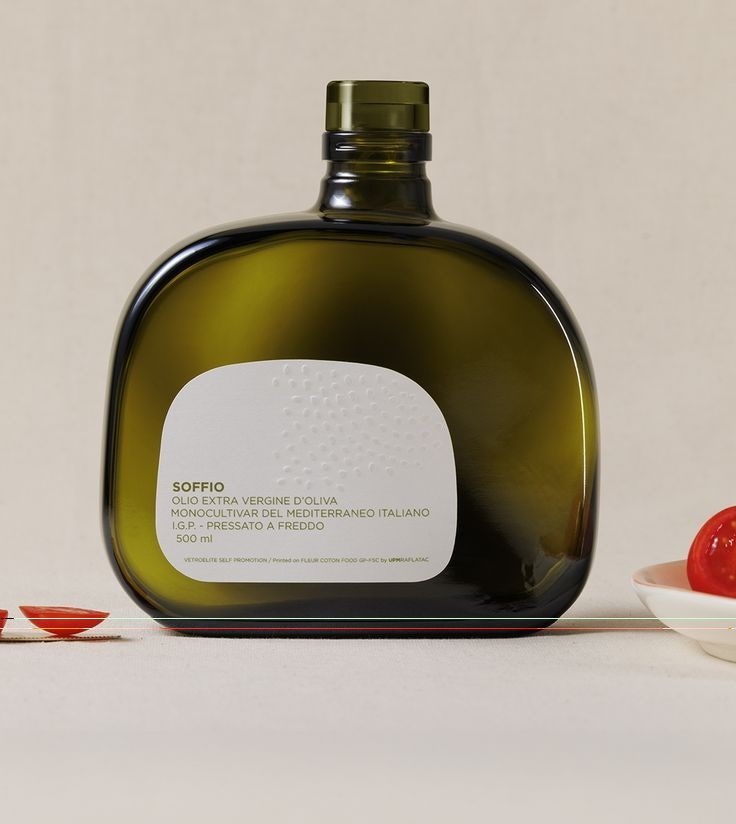 SOFFIO
OLIO EXTRA VERGINE D'OLIVA
MONOCULTIVAR DEL MEDITERRANEO ITALIANO
I.G.P. - PRESSATO A FREDDO
500 ml
VETROELITE SELF PROMOTION / Printed on FLEUR COTON FOOG GP-FSC by UPMRAFLATAC